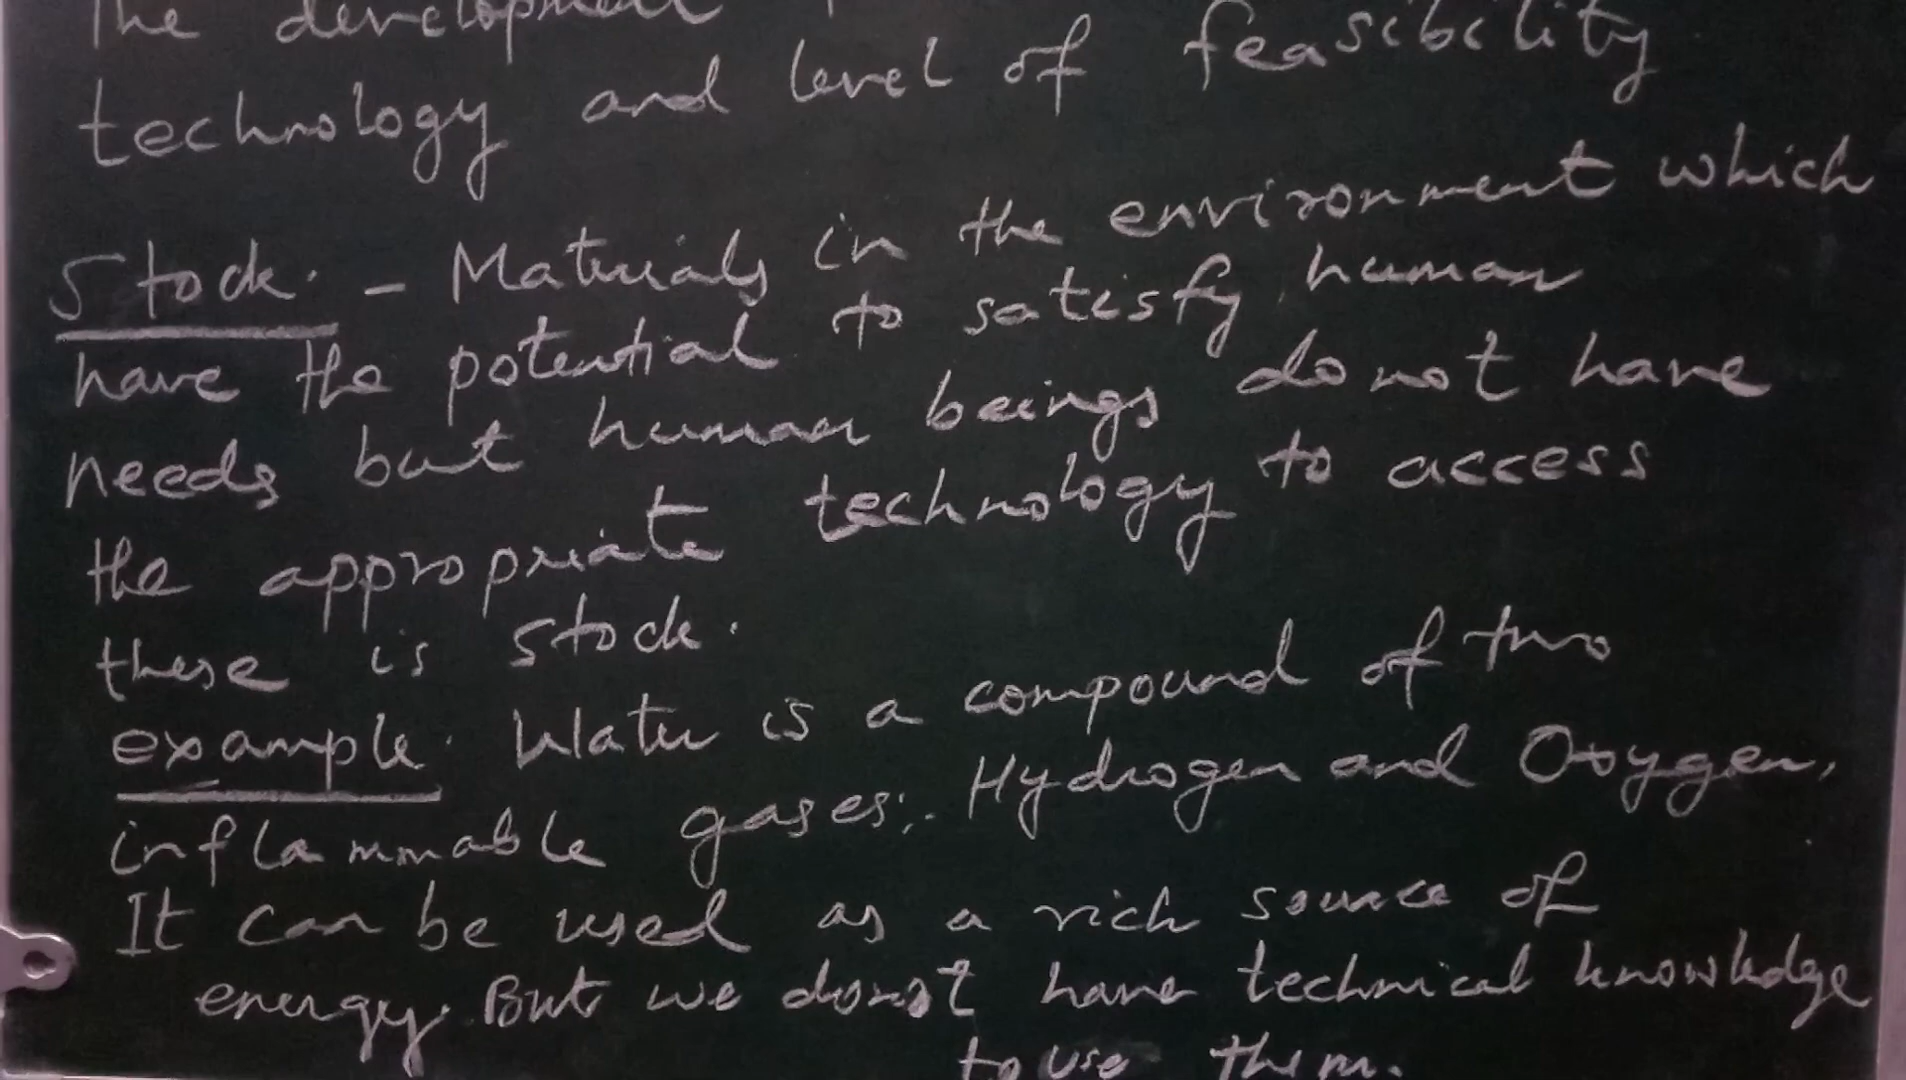 The development
technology and level of feasibility
Stock. - Materials in the environment which
have the potential to satisfy human
needs but human beings do not have
the appropriate technology to access
these is stock.
example. Water is a compound of two
inflammable gases:. Hydrogen and Oxygen.
It can be used as a rich source of
energy. But we donot have technical knowledge
to use them.